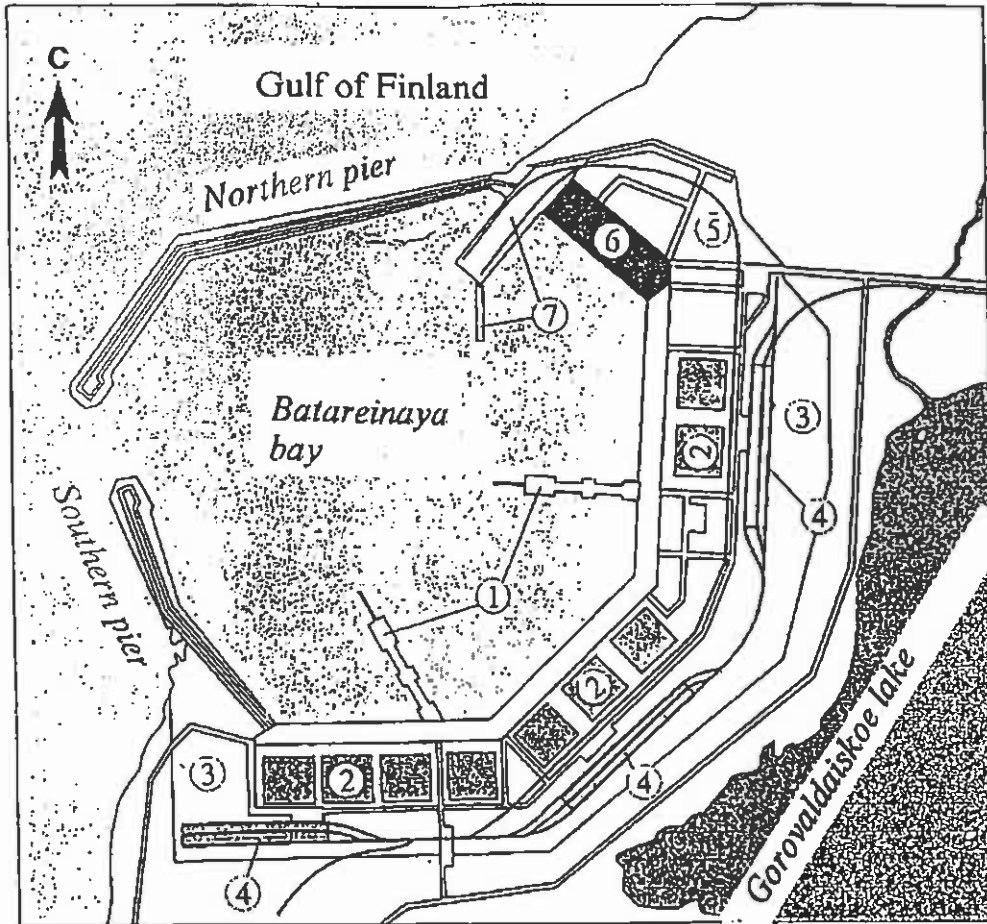 C
Gulf of Finland
Northern pier
5
6
7
Batareinaya
bay
3
2
4
1
Southern pier
2
3
2
4
4
Gorovaldaiskoe lake